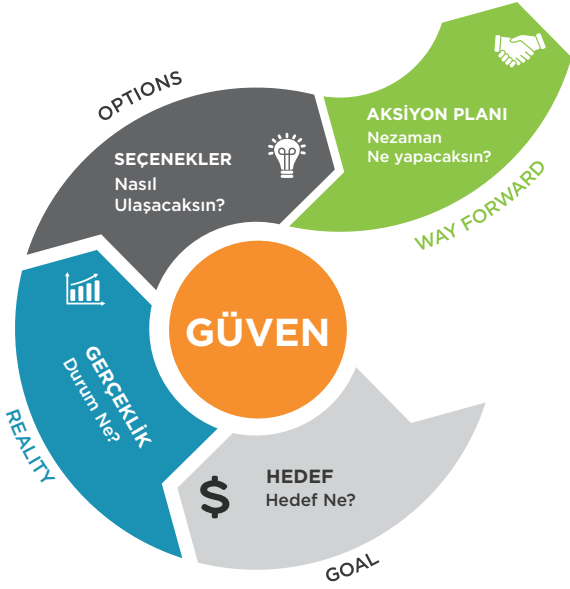 OPTIONS
AKSİYON PLANI
Nezaman
Ne yapacaksın?
WAY FORWARD
SEÇENEKLER
Nasıl
Ulaşacaksın?
GÜVEN
GERÇEKLİK
Durum Ne?
REALITY
$
HEDEF
Hedef Ne?
GOAL